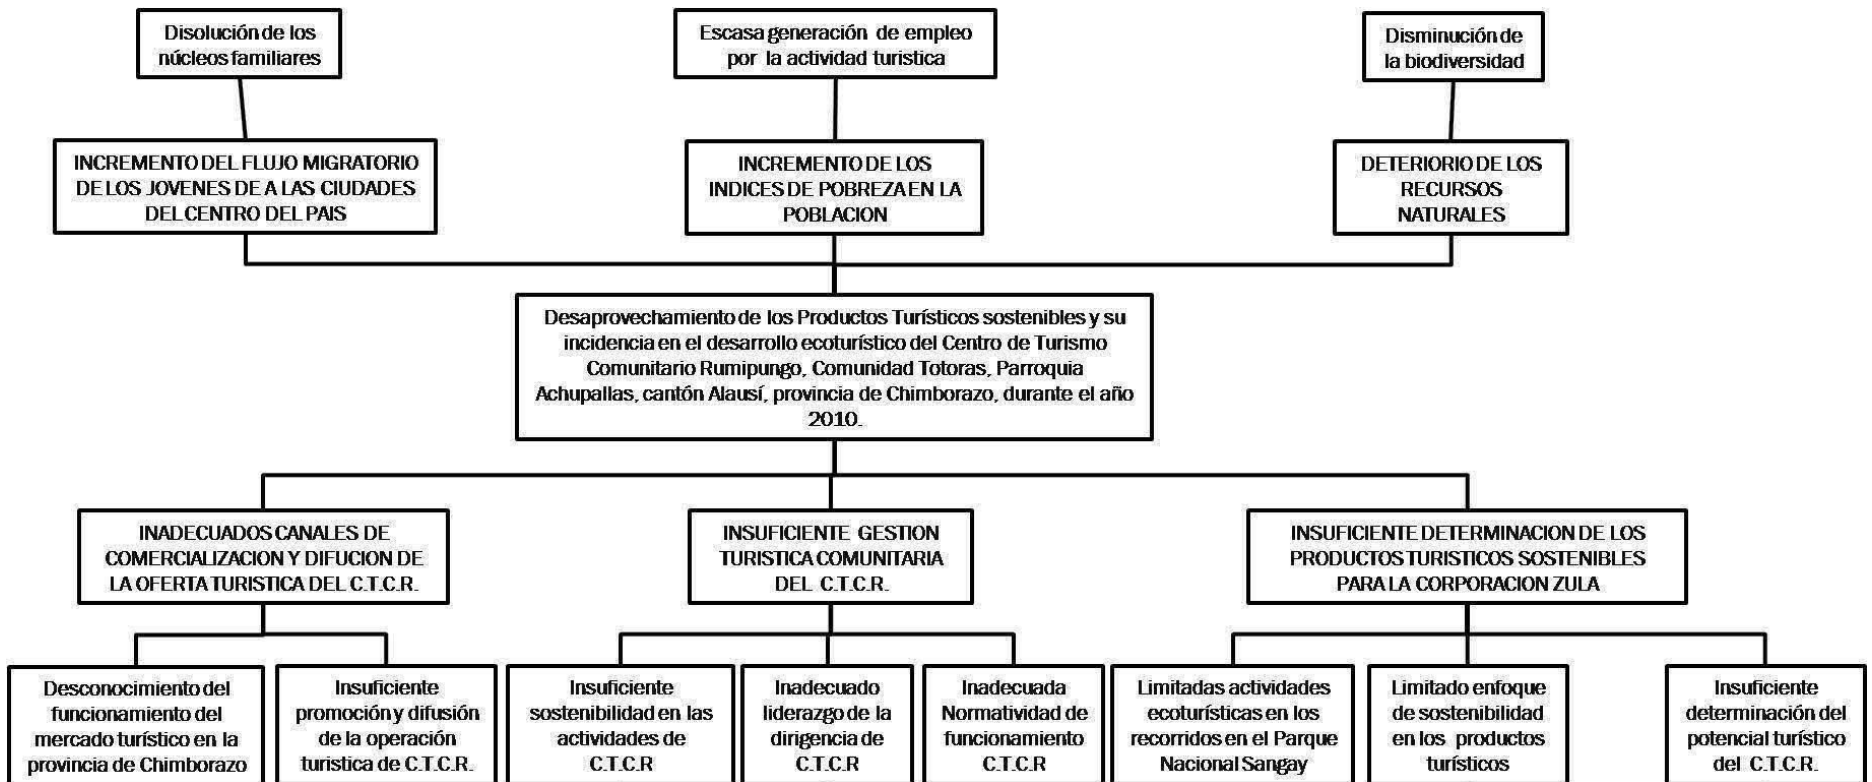 Disolución de los
núcleos familiares
Escasa generación de empleo
por la actividad turistica
Disminución de
la biodiversidad
INCREMENTO DEL FLUJO MIGRATORIO
DE LOS JOVENES DE A LAS CIUDADES
DEL CENTRO DEL PAIS
INCREMENTO DE LOS
INDICES DE POBREZA EN LA
POBLACION
DETERIORO DE LOS
RECURSOS
NATURALES
Desaprovechamiento de los Productos Turísticos sostenibles y su
incidencia en el desarrollo ecoturístico del Centro de Turismo
Comunitario Rumipungo, Comunidad Totoras, Parroquia
Achupallas, cantón Alausí, provincia de Chimborazo, durante el año
2010.
INADECUADOS CANALES DE
COMERCIALIZACION Y DIFUCION DE
LA OFERTA TURISTICA DEL C.T.C.R.
INSUFICIENTE GESTION
TURISTICA COMUNITARIA
DEL C.T.C.R.
INSUFICIENTE DETERMINACION DE LOS
PRODUCTOS TURISTICOS SOSTENIBLES
PARA LA CORPORACION ZULA
Desconocimiento del
funcionamiento del
mercado turístico en la
provincia de Chimborazo
Insuficiente
promoción y difusión
de la operación
turistica de C.T.C.R.
Insuficiente
sostenibilidad en las
actividades de
C.T.C.R
Inadecuado
liderazgo de la
dirigencia de
C.T.C.R
Inadecuada
Normatividad de
funcionamiento
C.T.C.R
Limitadas actividades
ecoturísticas en los
recorridos en el Parque
Nacional Sangay
Limitado enfoque
de sostenibilidad
en los productos
turísticos
Insuficiente
determinación del
potencial turístico
del C.T.C.R.